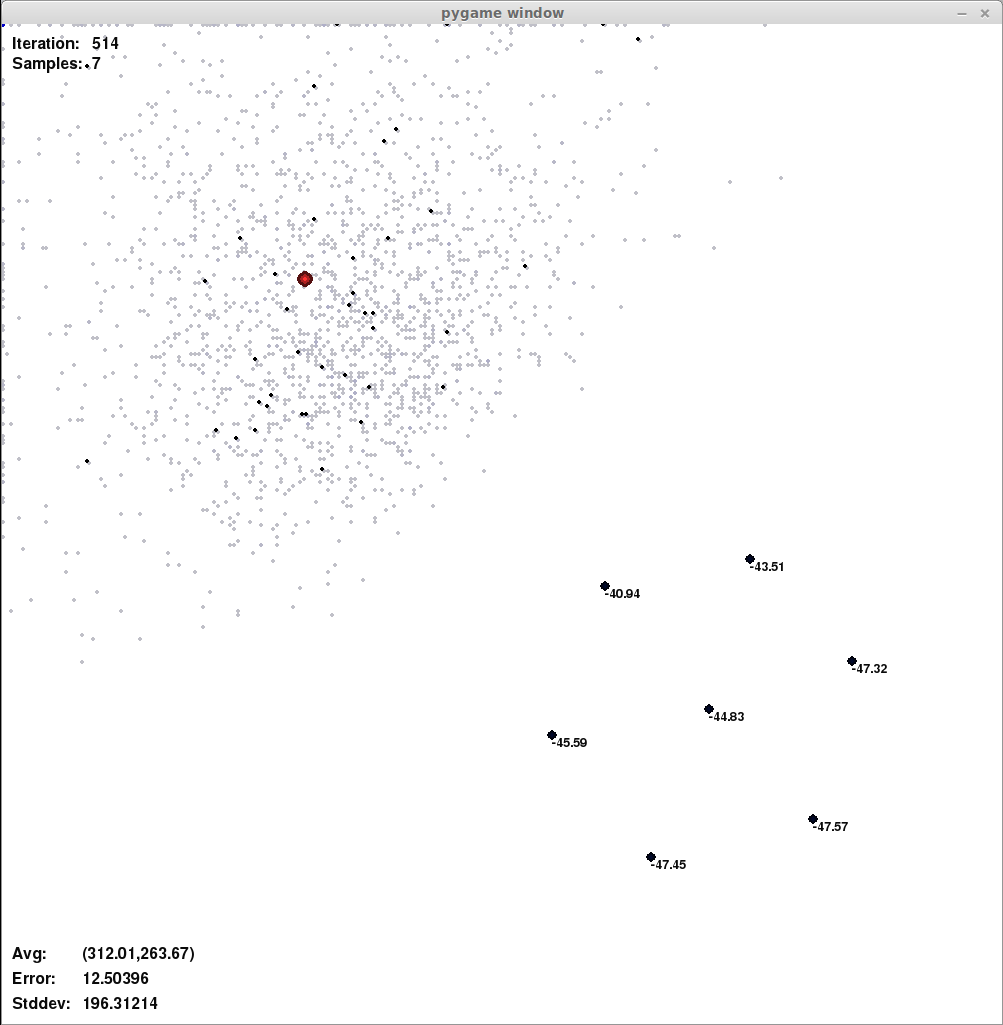 pygame window
Iteration: 514
Samples: 7
-43.51
-40.94
-47.32
-44.83
-45.59
-47.57
-47.45
Avg: (312.01,263.67)
Error: 12.50396
Stddev: 196.31214